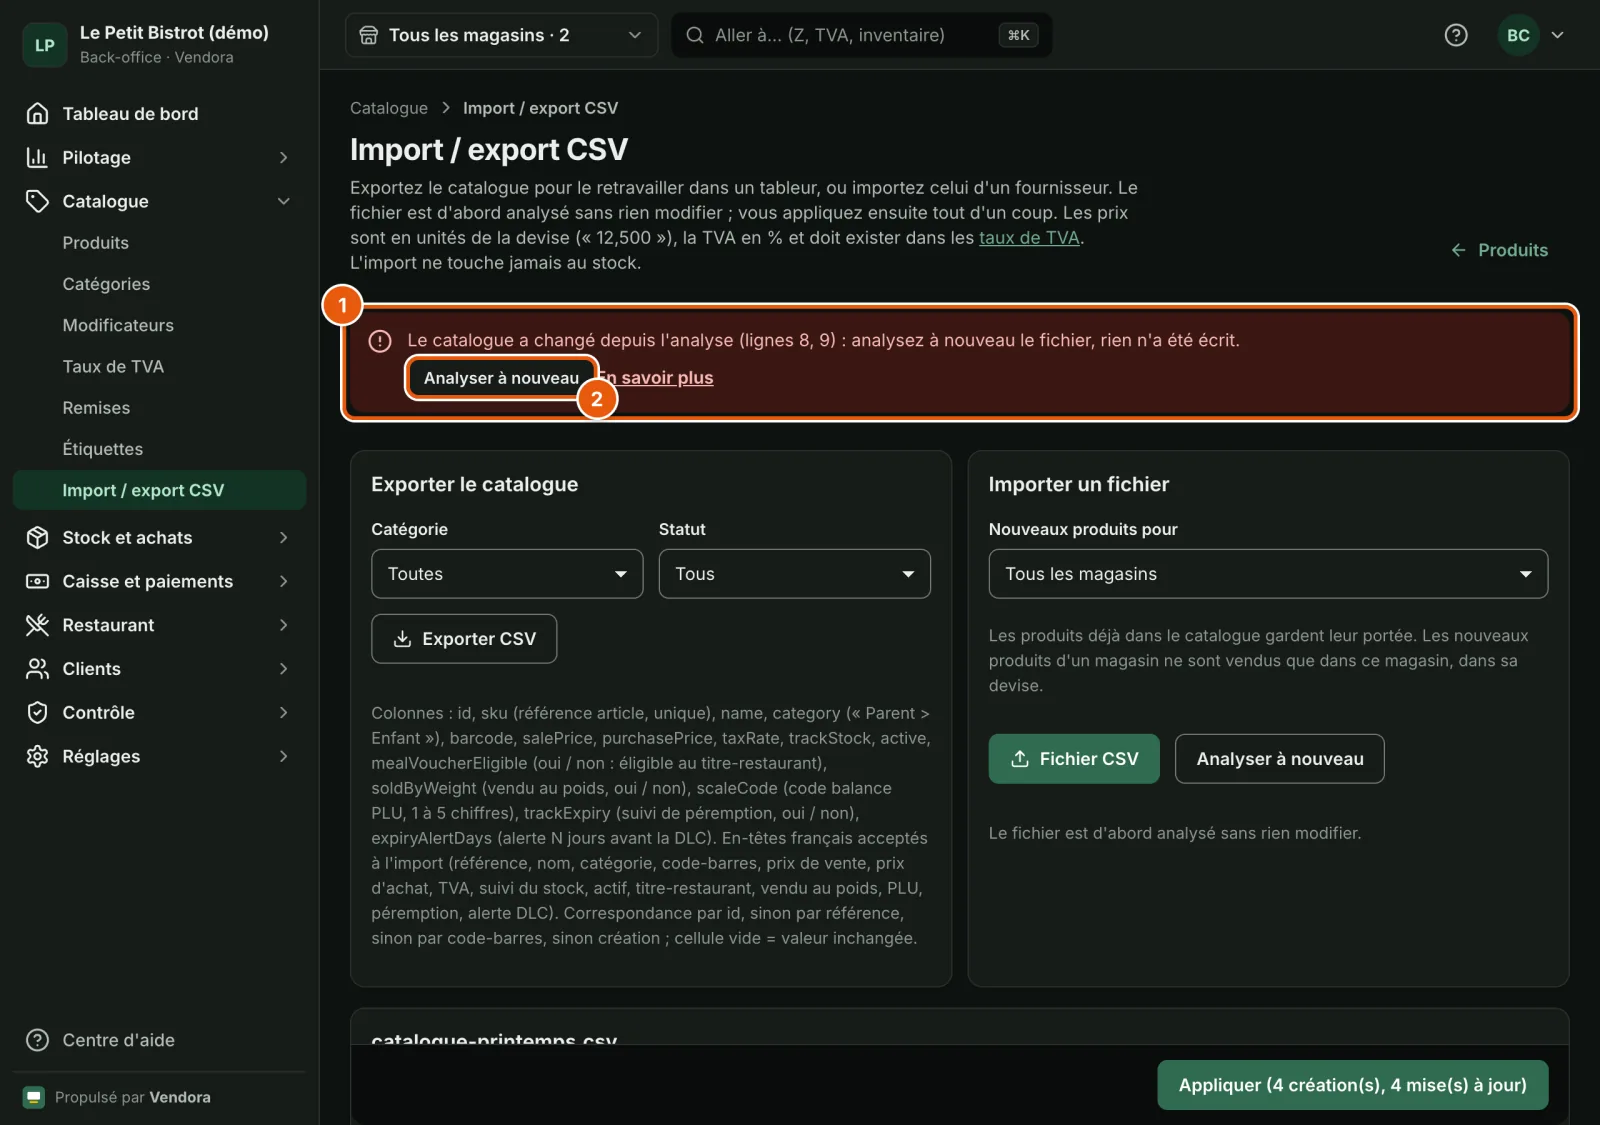 LP
Le Petit Bistrot (démo)
Back-office · Vendora
Tous les magasins · 2
Aller à... (Z, TVA, inventaire)
⌘K
BC
Tableau de bord
Pilotage
Catalogue
Produits
Catégories
Modificateurs
Taux de TVA
Remises
Étiquettes
Import / export CSV
Stock et achats
Caisse et paiements
Restaurant
Clients
Contrôle
Réglages
Centre d'aide
Propulsé par Vendora
Catalogue > Import / export CSV
Import / export CSV
Exportez le catalogue pour le retravailler dans un tableur, ou importez celui d'un fournisseur. Le
fichier est d'abord analysé sans rien modifier ; vous appliquez ensuite tout d'un coup. Les prix
sont en unités de la devise (« 12,500 »), la TVA en % et doit exister dans les taux de TVA.
L'import ne touche jamais au stock.
← Produits
1
Le catalogue a changé depuis l'analyse (lignes 8, 9) : analysez à nouveau le fichier, rien n'a été écrit.
Analyser à nouveau
En savoir plus
2
Exporter le catalogue
Catégorie
Statut
Toutes
Tous
Exporter CSV
Colonnes : id, sku (référence article, unique), name, category (« Parent >
Enfant »), barcode, salePrice, purchasePrice, taxRate, trackStock, active,
mealVoucherEligible (oui / non : éligible au titre-restaurant),
soldByWeight (vendu au poids, oui / non), scaleCode (code balance
PLU, 1 à 5 chiffres), trackExpiry (suivi de péremption, oui / non),
expiryAlertDays (alerte N jours avant la DLC). En-têtes français acceptés
à l'import (référence, nom, catégorie, code-barres, prix de vente, prix
d'achat, TVA, suivi du stock, actif, titre-restaurant, vendu au poids, PLU,
péremption, alerte DLC). Correspondance par id, sinon par référence,
sinon par code-barres, sinon création ; cellule vide = valeur inchangée.
Importer un fichier
Nouveaux produits pour
Tous les magasins
Les produits déjà dans le catalogue gardent leur portée. Les nouveaux
produits d'un magasin ne sont vendus que dans ce magasin, dans sa
devise.
Fichier CSV
Analyser à nouveau
Le fichier est d'abord analysé sans rien modifier.
catalogue-printemps.csv
Appliquer (4 création(s), 4 mise(s) à jour)